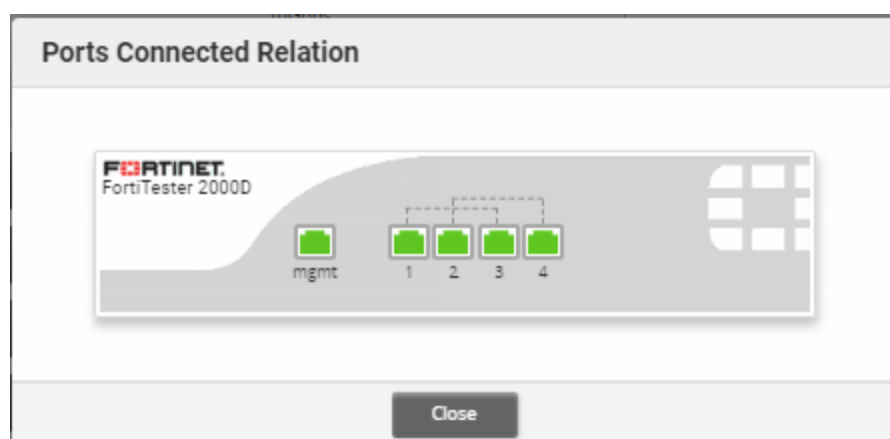 Ports Connected Relation
FORTINET.
FortiTester 2000D
mgmt 1 2 3 4
Close